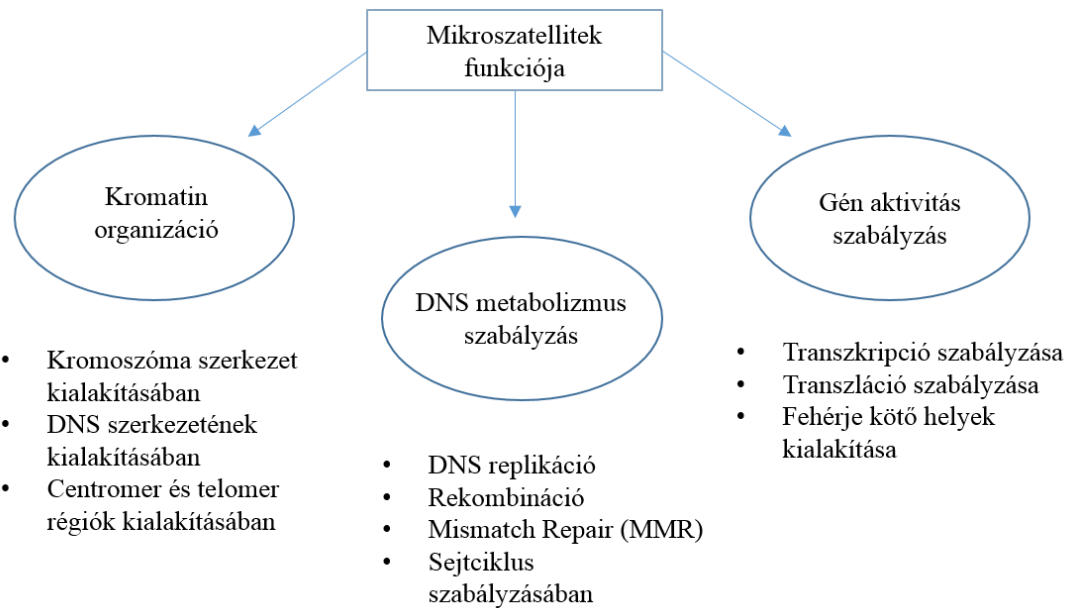 Mikroszatellitek
funkciója
Kromatin
organizáció
• Kromoszóma szerkezet
kialakításában
• DNS szerkezetének
kialakításában
• Centromer és telomer
régiók kialakításában
DNS metabolizmus
szabályzás
• DNS replikáció
• Rekombináció
• Mismatch Repair (MMR)
• Sejtciklus
szabályzásában
Gén aktivitás
szabályzás
• Transzkripció szabályzása
• Transzláció szabályzása
• Fehérje kötő helyek
kialakítása